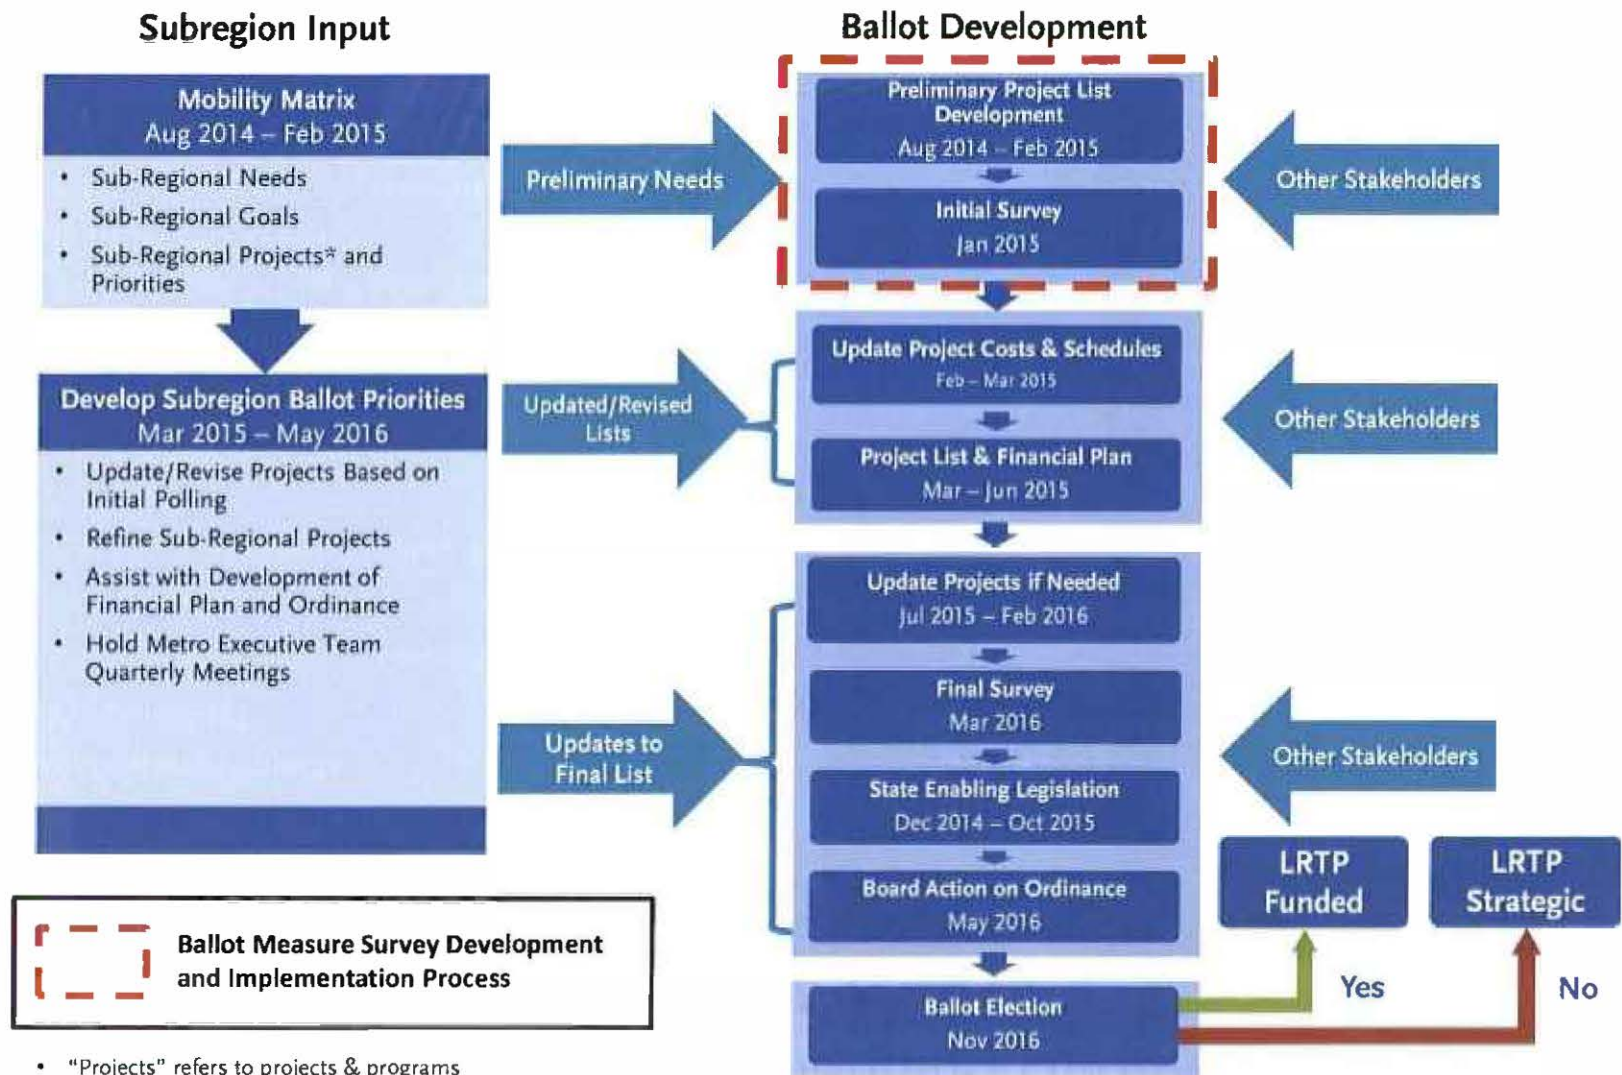 Subregion Input
Mobility Matrix
Aug 2014 – Feb 2015
• Sub-Regional Needs
• Sub-Regional Goals
• Sub-Regional Projects* and
Priorities
Develop Subregion Ballot Priorities
Mar 2015 – May 2016
• Update/Revise Projects Based on
Initial Polling
• Refine Sub-Regional Projects
• Assist with Development of
Financial Plan and Ordinance
• Hold Metro Executive Team
Quarterly Meetings
Preliminary Needs
Updated/Revised
Lists
Updates to
Final List
Ballot Development
Preliminary Project List
Development
Aug 2014 – Feb 2015
Initial Survey
Jan 2015
Update Project Costs & Schedules
Feb – Mar 2015
Project List & Financial Plan
Mar – Jun 2015
Update Projects if Needed
Jul 2015 – Feb 2016
Final Survey
Mar 2016
State Enabling Legislation
Dec 2014 – Oct 2015
Board Action on Ordinance
May 2016
Ballot Election
Nov 2016
Other Stakeholders
Other Stakeholders
Other Stakeholders
LRTP
Funded
LRTP
Strategic
Yes
No
Ballot Measure Survey Development
and Implementation Process
• "Projects" refers to projects & programs